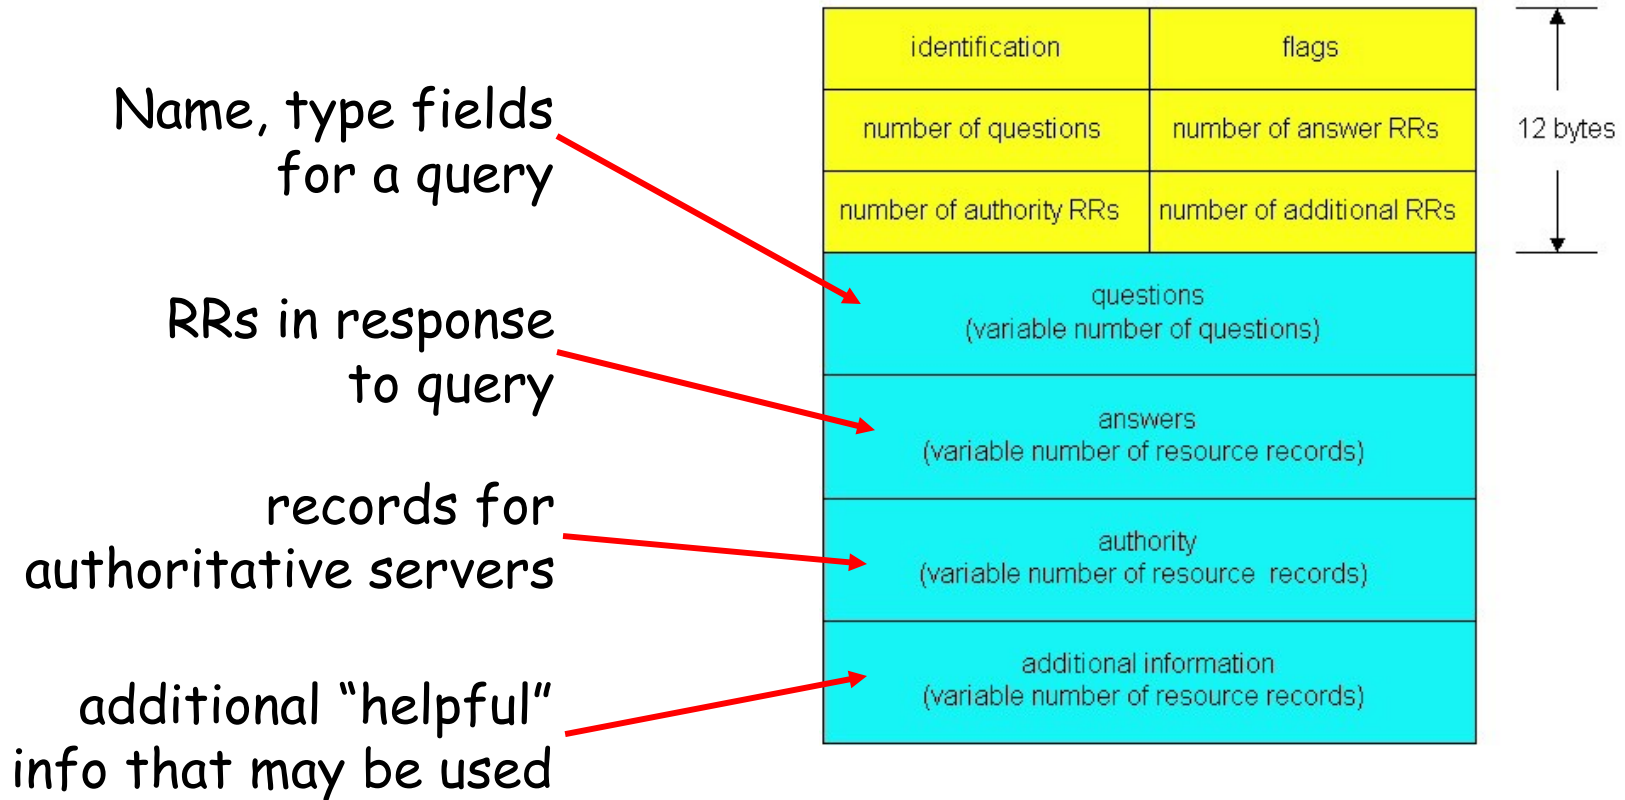 Name, type fields
for a query
RRs in response
to query
records for
authoritative servers
additional “helpful”
info that may be used
identification
flags
number of questions
number of answer RRs
number of authority RRs
number of additional RRs
12 bytes
questions
(variable number of questions)
answers
(variable number of resource records)
authority
(variable number of resource records)
additional information
(variable number of resource records)